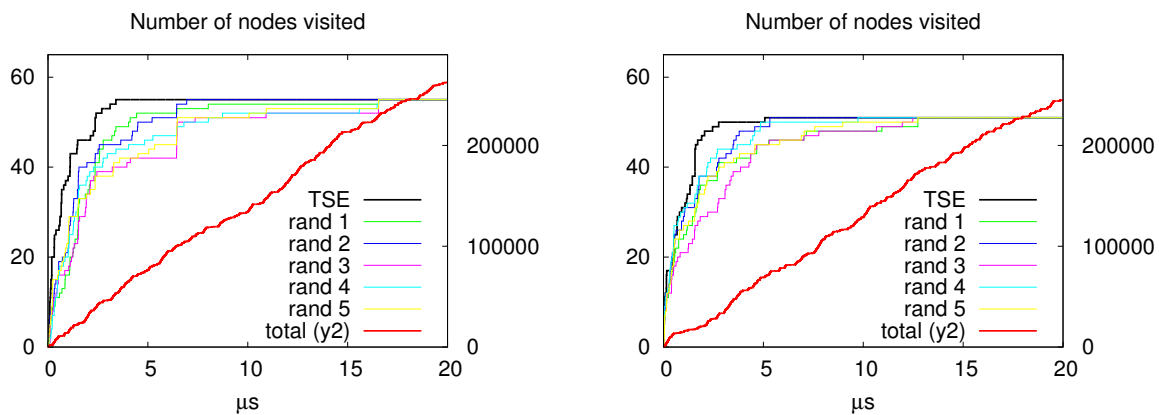 Number of nodes visited
60
40
20
0
200000
100000
0
TSE
rand 1
rand 2
rand 3
rand 4
rand 5
total (y2)
0 5 10 15 20
μs
Number of nodes visited
60
40
20
0
200000
100000
0
TSE
rand 1
rand 2
rand 3
rand 4
rand 5
total (y2)
0 5 10 15 20
μs